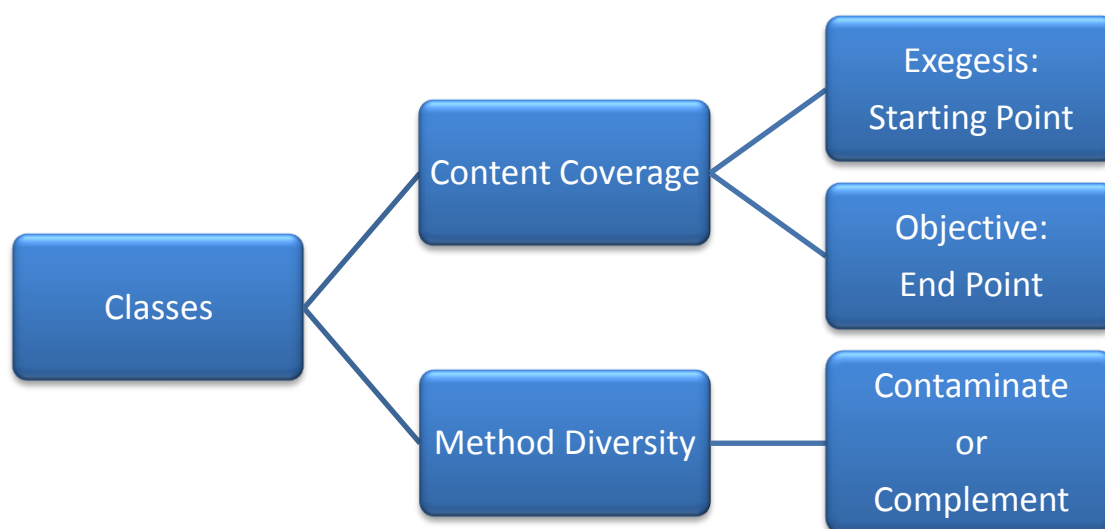 Classes
Content Coverage
Method Diversity
Exegesis:
Starting Point
Objective:
End Point
Contaminate
or
Complement